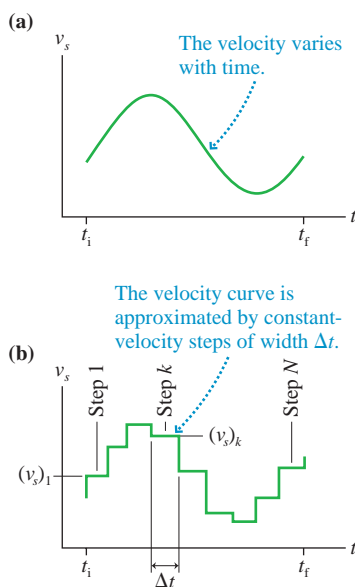 (a)
v_s
The velocity varies
with time.
t_i
t_f
t
The velocity curve is
approximated by constant-
velocity steps of width Δt.
(b)
v_s
Step 1
Step k
Step N
(v_s)_k
(v_s)_1
t_i
Δt
t_f
t